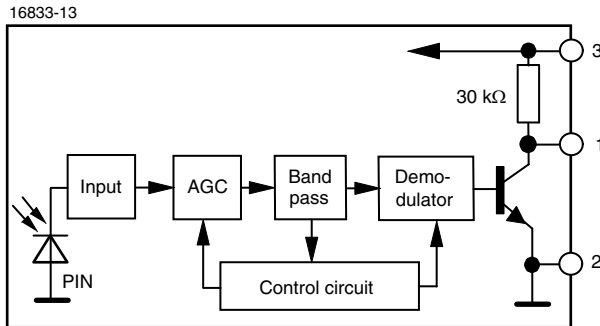 16833-13
3
30 kΩ
1
Input
AGC
Band
pass
Demo-
dulator
2
PIN
Control circuit